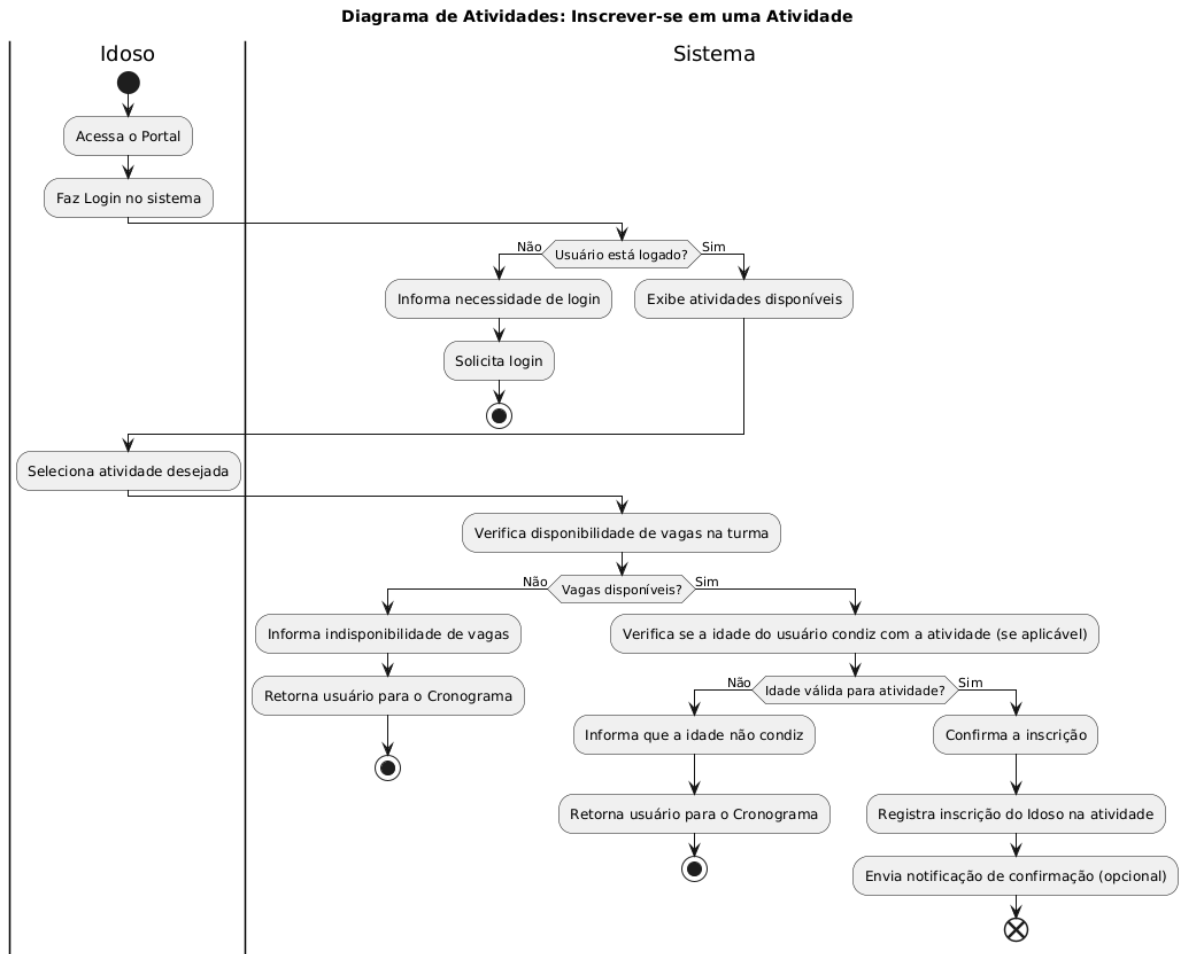 Diagrama de Atividades: Inscrever-se em uma Atividade
Idoso
Sistema
Acessa o Portal
Faz Login no sistema
Não
Usuário está logado?
Sim
Informa necessidade de login
Exibe atividades disponíveis
Solicita login
Seleciona atividade desejada
Verifica disponibilidade de vagas na turma
Não
Vagas disponíveis?
Sim
Informa indisponibilidade de vagas
Verifica se a idade do usuário condiz com a atividade (se aplicável)
Retorna usuário para o Cronograma
Não
Idade válida para atividade?
Sim
Informa que a idade não condiz
Confirma a inscrição
Retorna usuário para o Cronograma
Registra inscrição do Idoso na atividade
Envia notificação de confirmação (opcional)